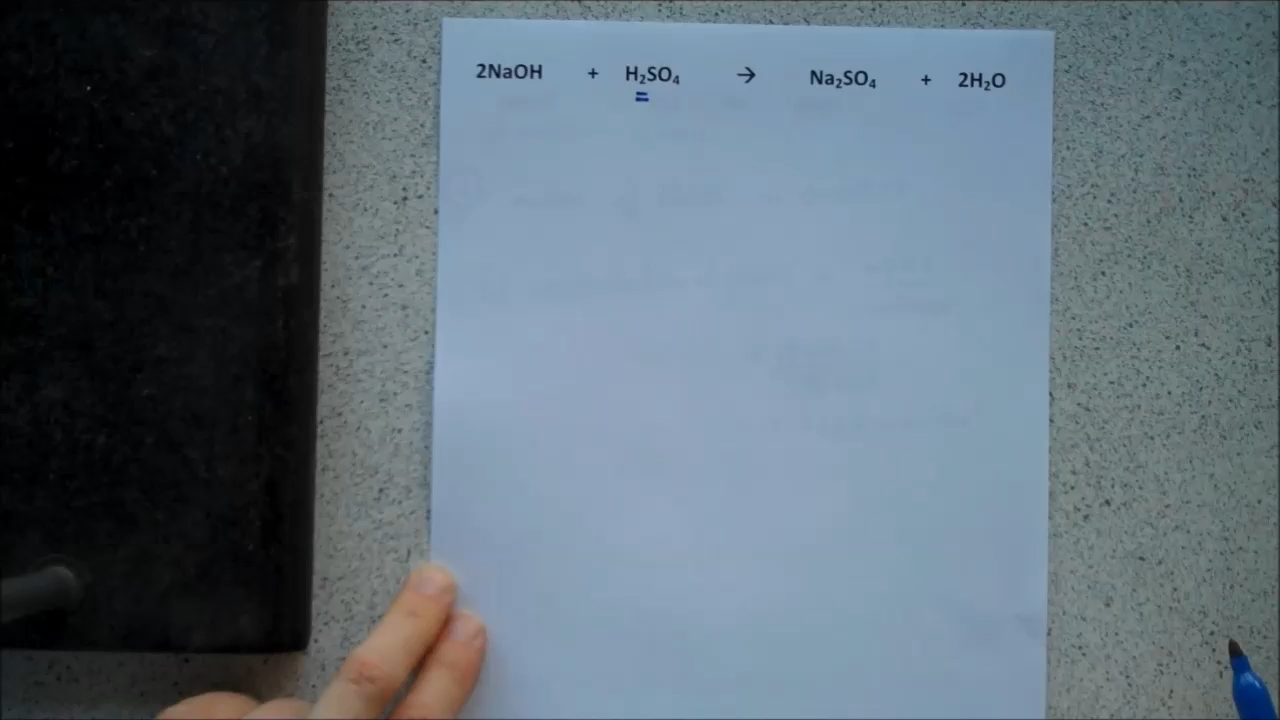 2NaOH + H₂SO₄ → Na₂SO₄ + 2H₂O